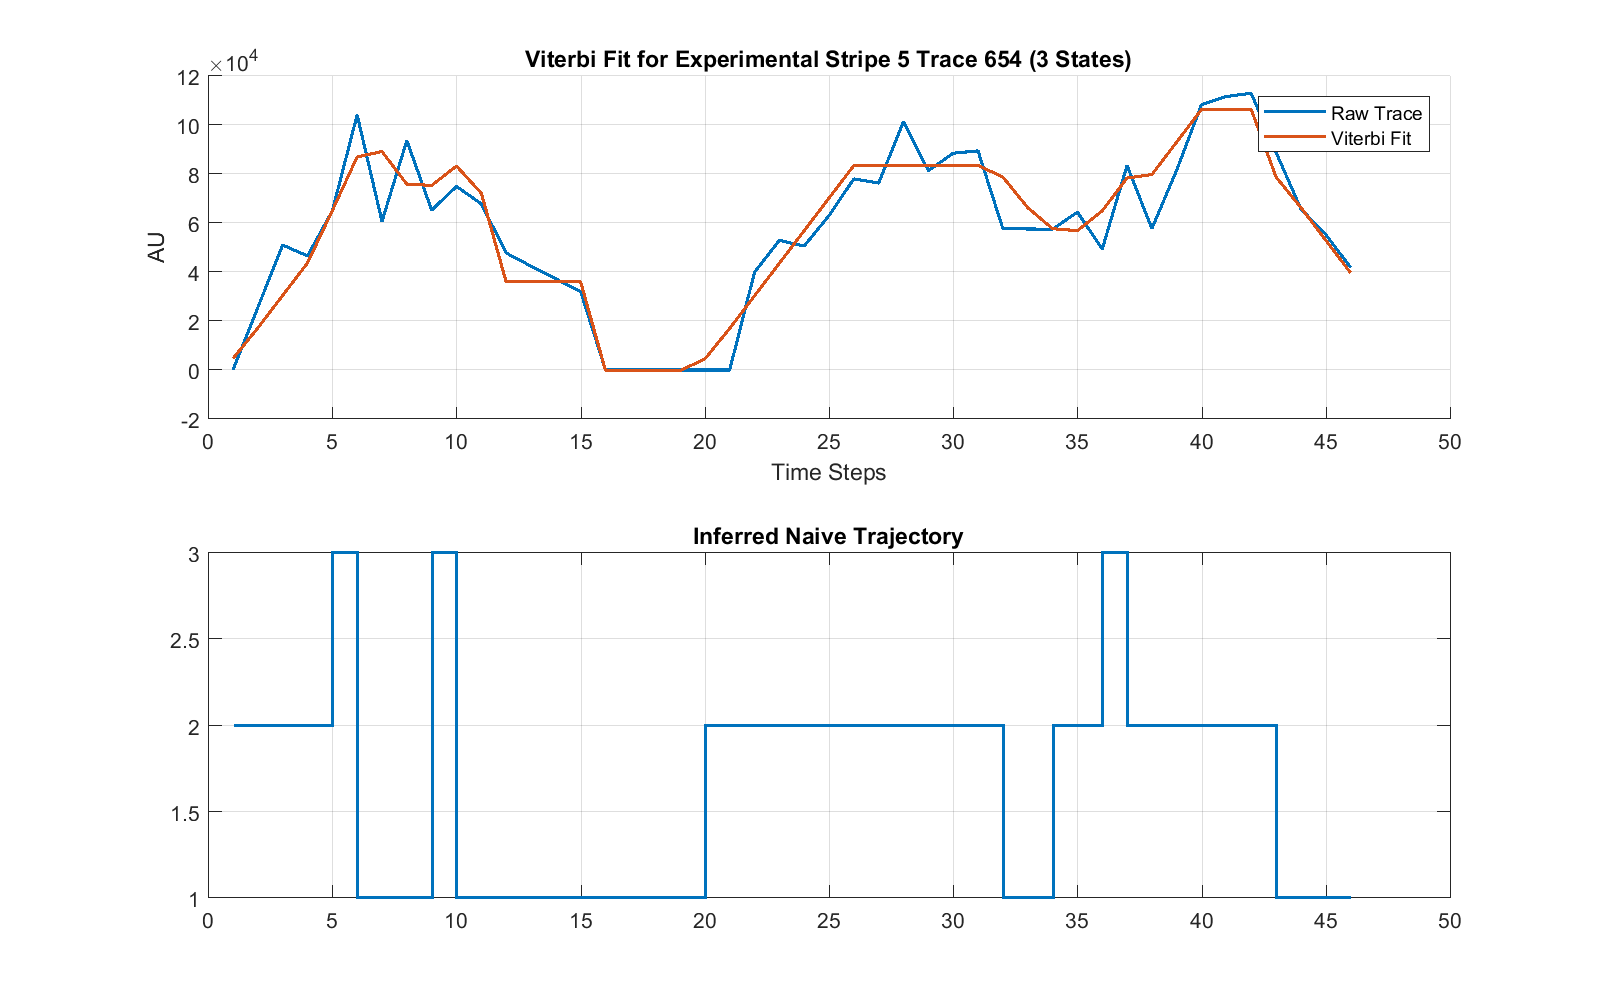 Viterbi Fit for Experimental Stripe 5 Trace 654 (3 States)
×10^4
12
10
8
6
4
2
0
-2
AU
Raw Trace
Viterbi Fit
0 5 10 15 20 25 30 35 40 45 50
Time Steps
Inferred Naive Trajectory
3
2.5
2
1.5
1
0 5 10 15 20 25 30 35 40 45 50